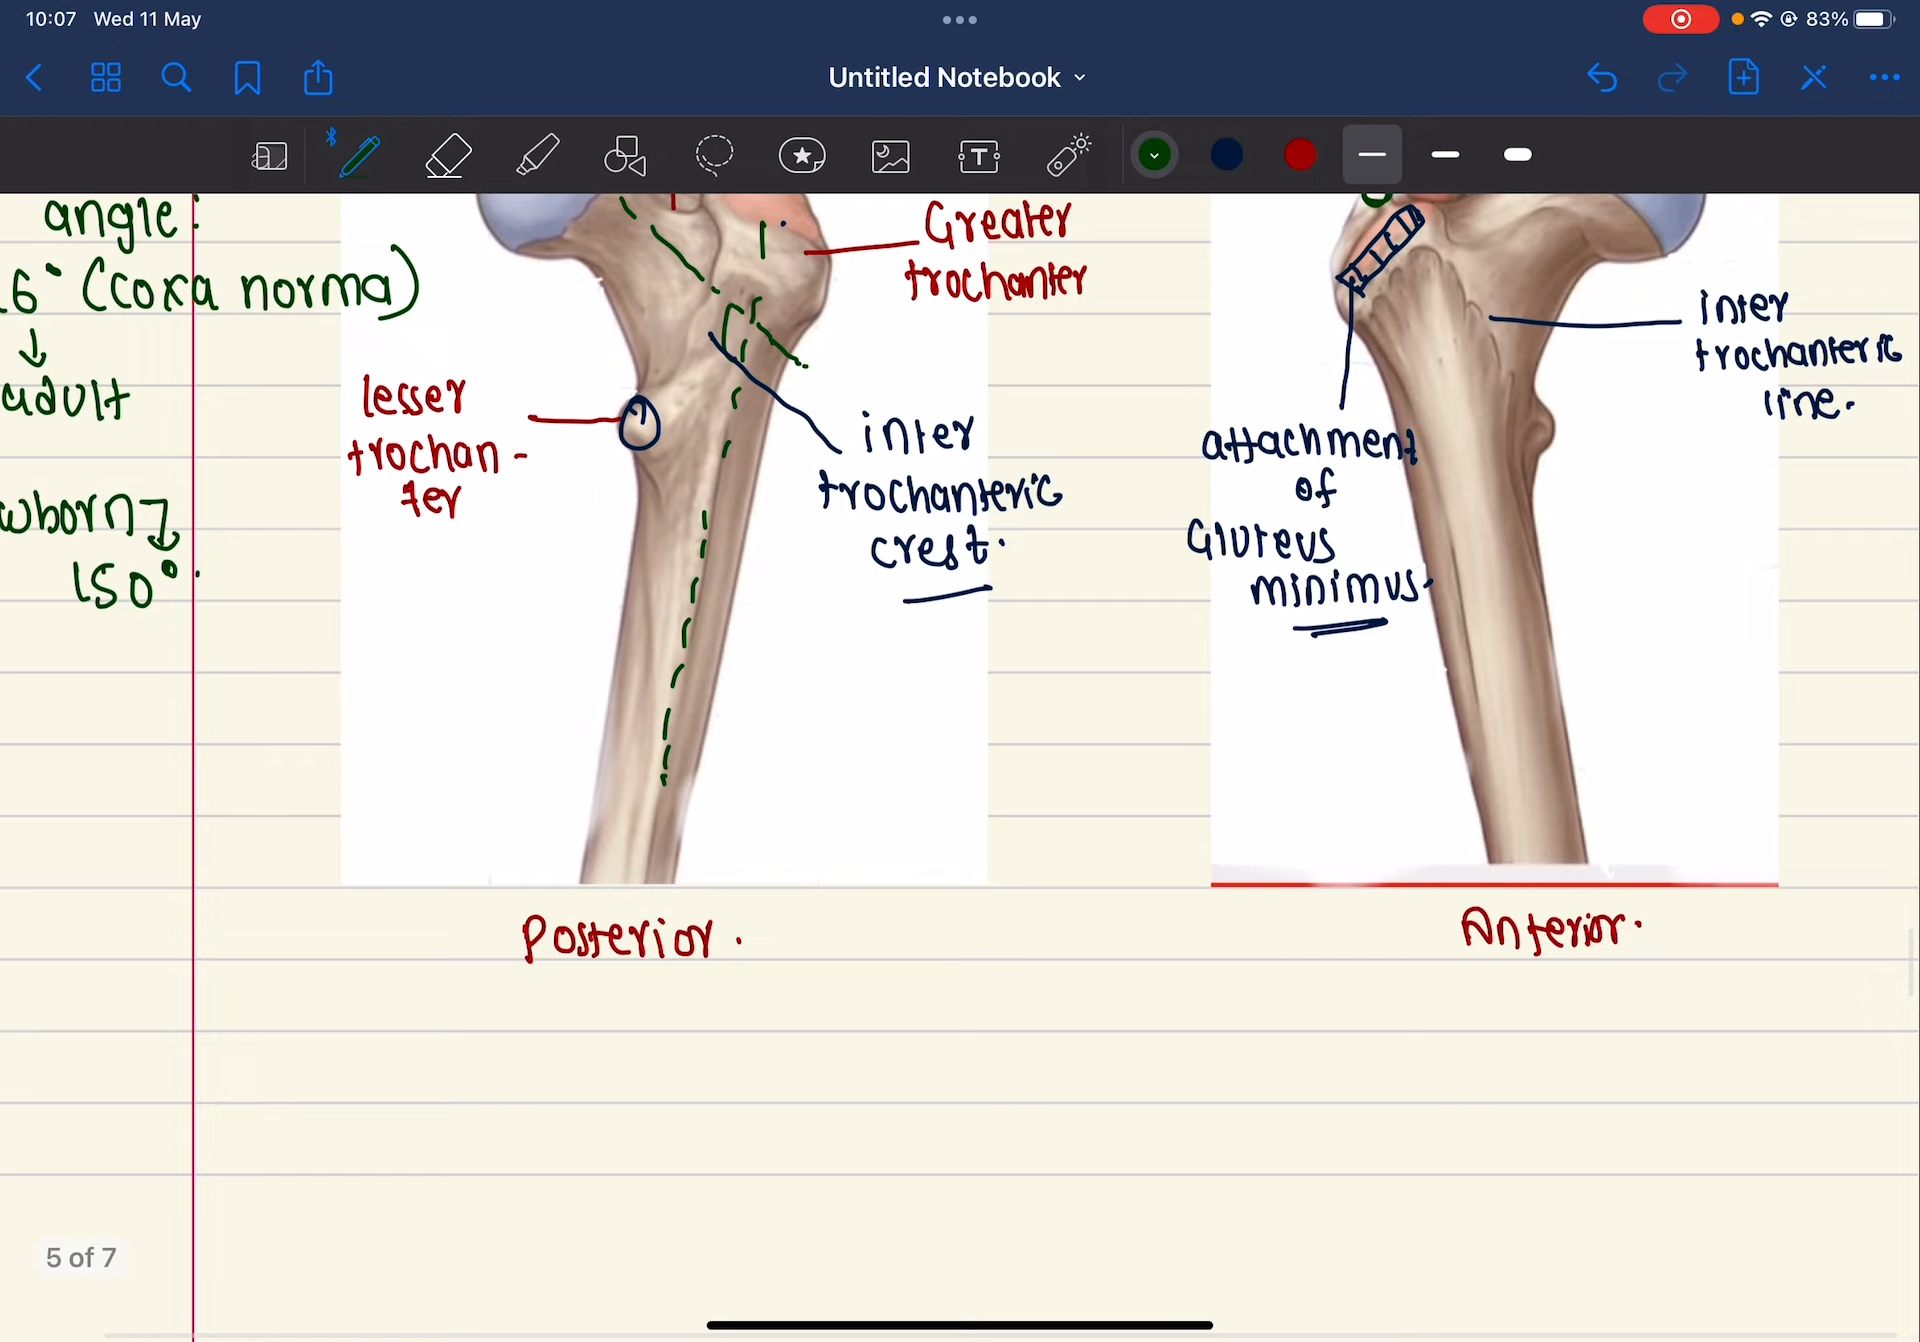 10:07 Wed 11 May
83%
Untitled Notebook
angle:
6° (coxa norma)
adult
150°.
Greater
trochanter
lesser
trochan-
ter
inter
trochanteric
crest.
Posterior.
inter
trochanteric
line.
attachment
of
Gluteus
minimus.
Anterior.
5 of 7